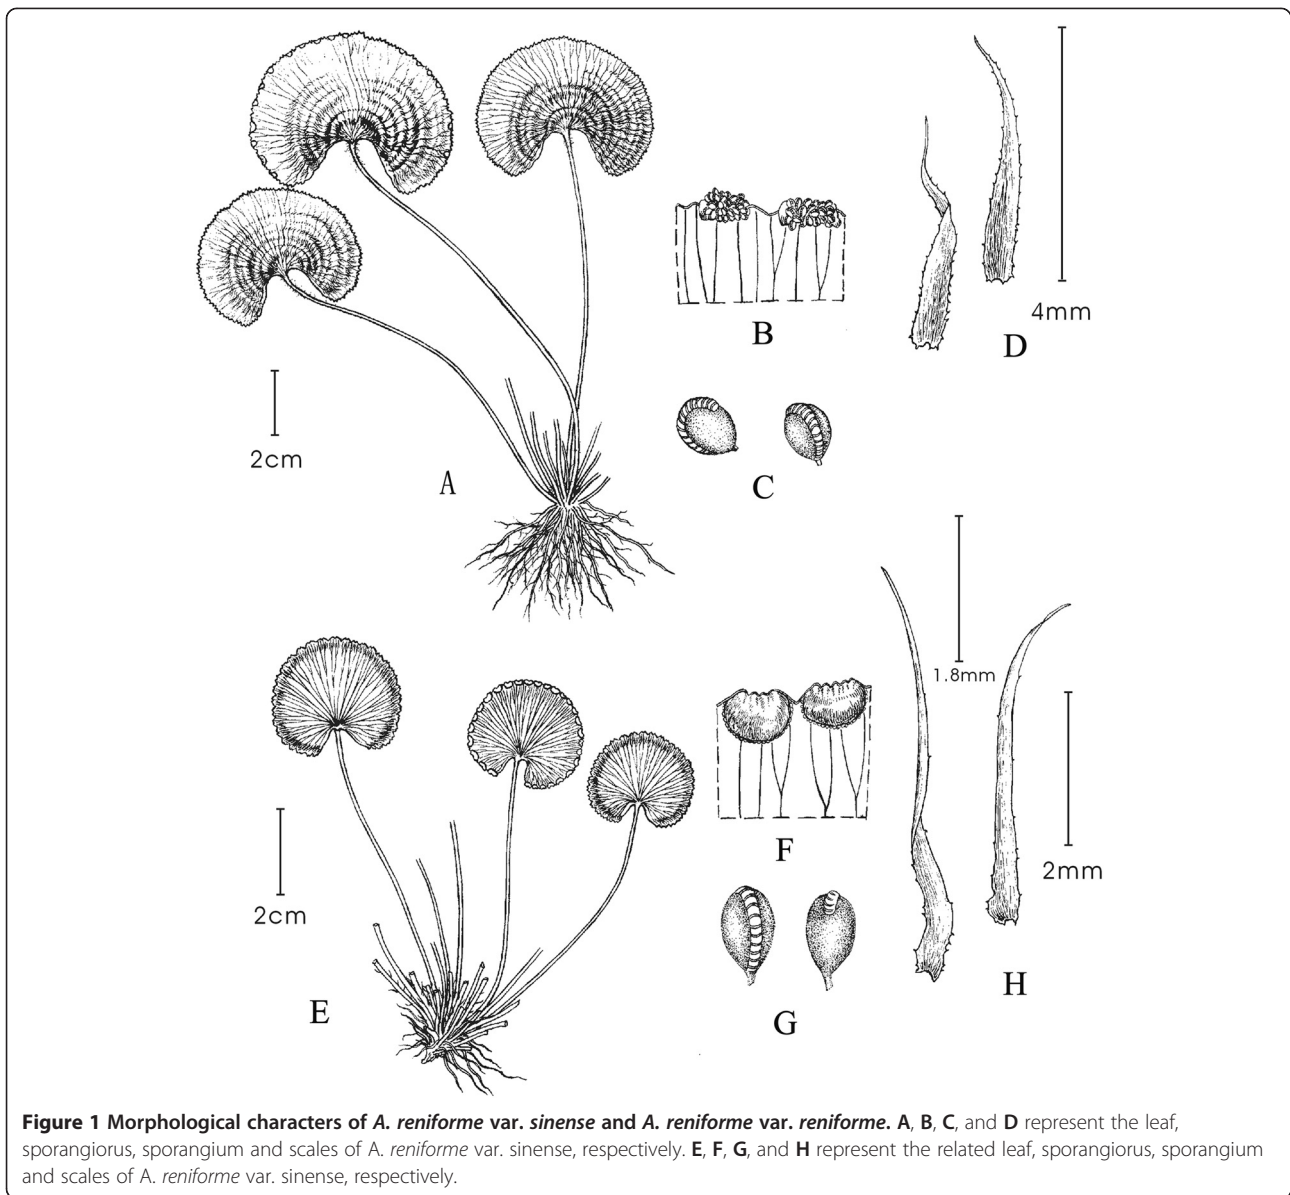 4mm
B
D
2cm
A
C
1.8mm
F
2mm
2cm
E
G
H
Figure 1 Morphological characters of A. reniforme var. sinense and A. reniforme var. reniforme. A, B, C, and D represent the leaf,
sporangiorus, sporangium and scales of A. reniforme var. sinense, respectively. E, F, G, and H represent the related leaf, sporangiorus, sporangium
and scales of A. reniforme var. sinense, respectively.